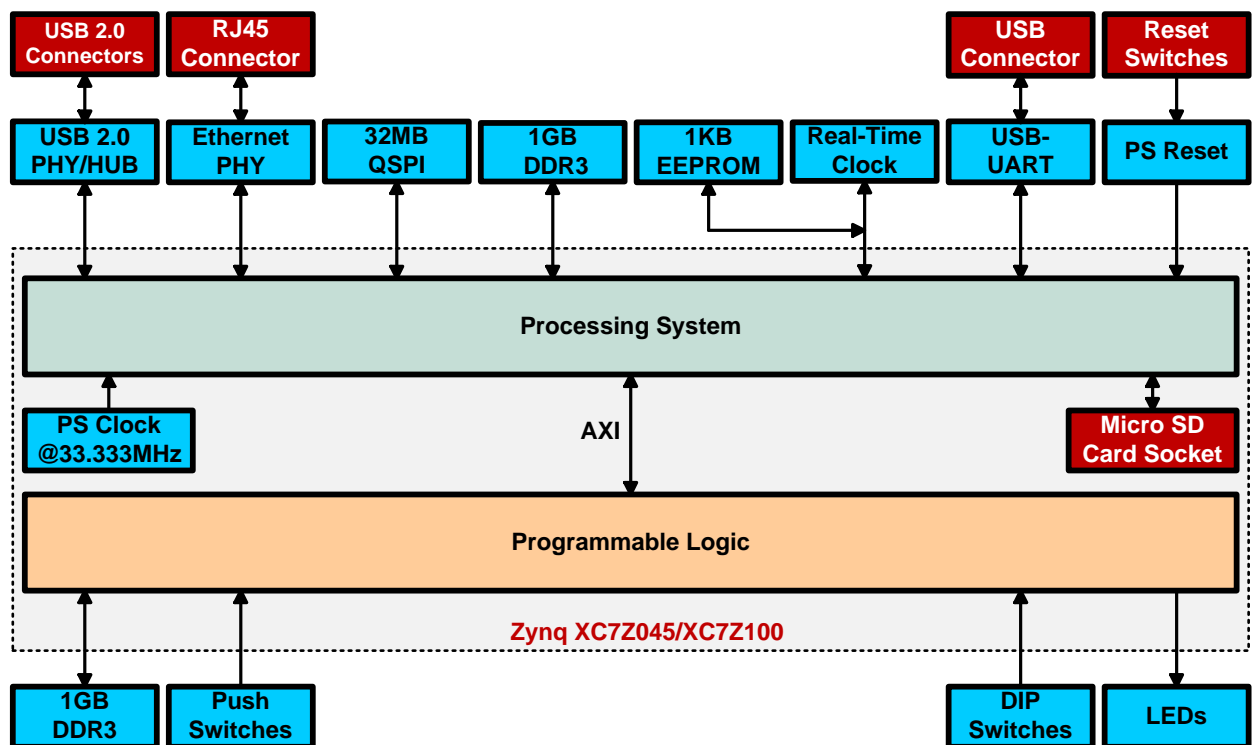 USB 2.0
Connectors
RJ45
Connector
USB
Connector
Reset
Switches
USB 2.0
PHY/HUB
Ethernet
PHY
32MB
QSPI
1GB
DDR3
1KB
EEPROM
Real-Time
Clock
USB-
UART
PS Reset
Processing System
PS Clock
@33.333MHz
AXI
Micro SD
Card Socket
Programmable Logic
Zynq XC7Z045/XC7Z100
1GB
DDR3
Push
Switches
DIP
Switches
LEDs